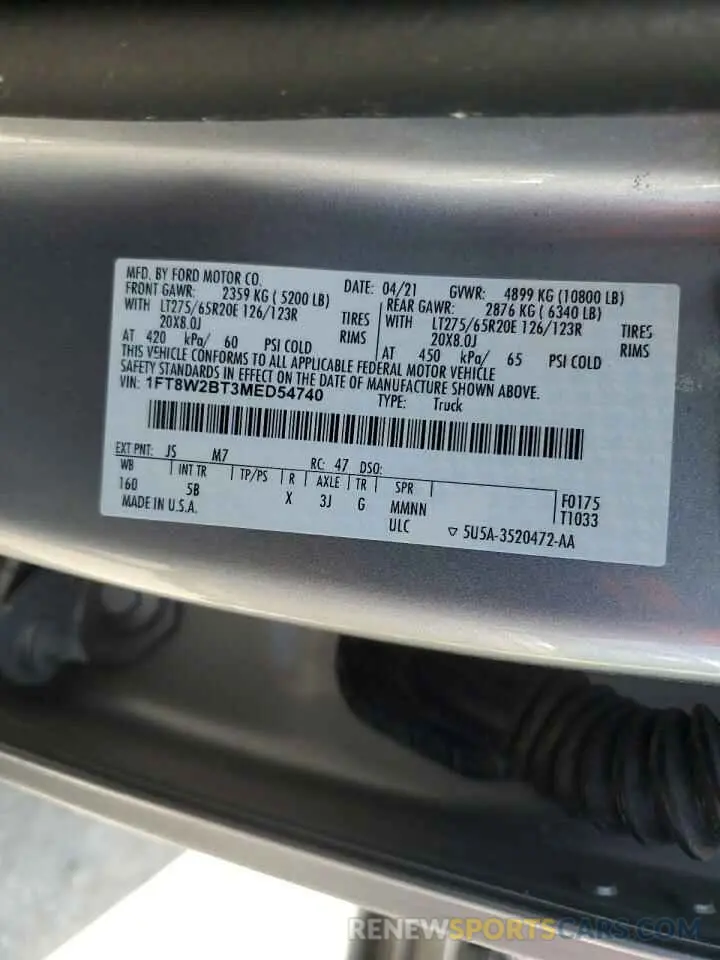 MFD. BY FORD MOTOR CO. DATE: 04/21 GVWR: 4899 KG (10800 LB)
FRONT GAWR: 2359 KG ( 5200 LB) REAR GAWR: 2876 KG ( 6340 LB)
WITH LT275/65R20E 126/123R TIRES WITH LT275/65R20E 126/123R TIRES
20X8.0J RIMS 20X8.0J RIMS
AT 420 kPa/ 60 PSI COLD AT 450 kPa/ 65 PSI COLD
THIS VEHICLE CONFORMS TO ALL APPLICABLE FEDERAL MOTOR VEHICLE
SAFETY STANDARDS IN EFFECT ON THE DATE OF MANUFACTURE SHOWN ABOVE.
VIN: 1FT8W2BT3MED54740 TYPE: Truck
EXT PNT: JS M7 RC: 47 DSO:
WB INT TR TP/PS R AXLE TR SPR F0175
160 5B X 3J G MMNN T1033
MADE IN U.S.A. ULC 5U5A-3520472-AA
RENEWSPORTSCARS.COM